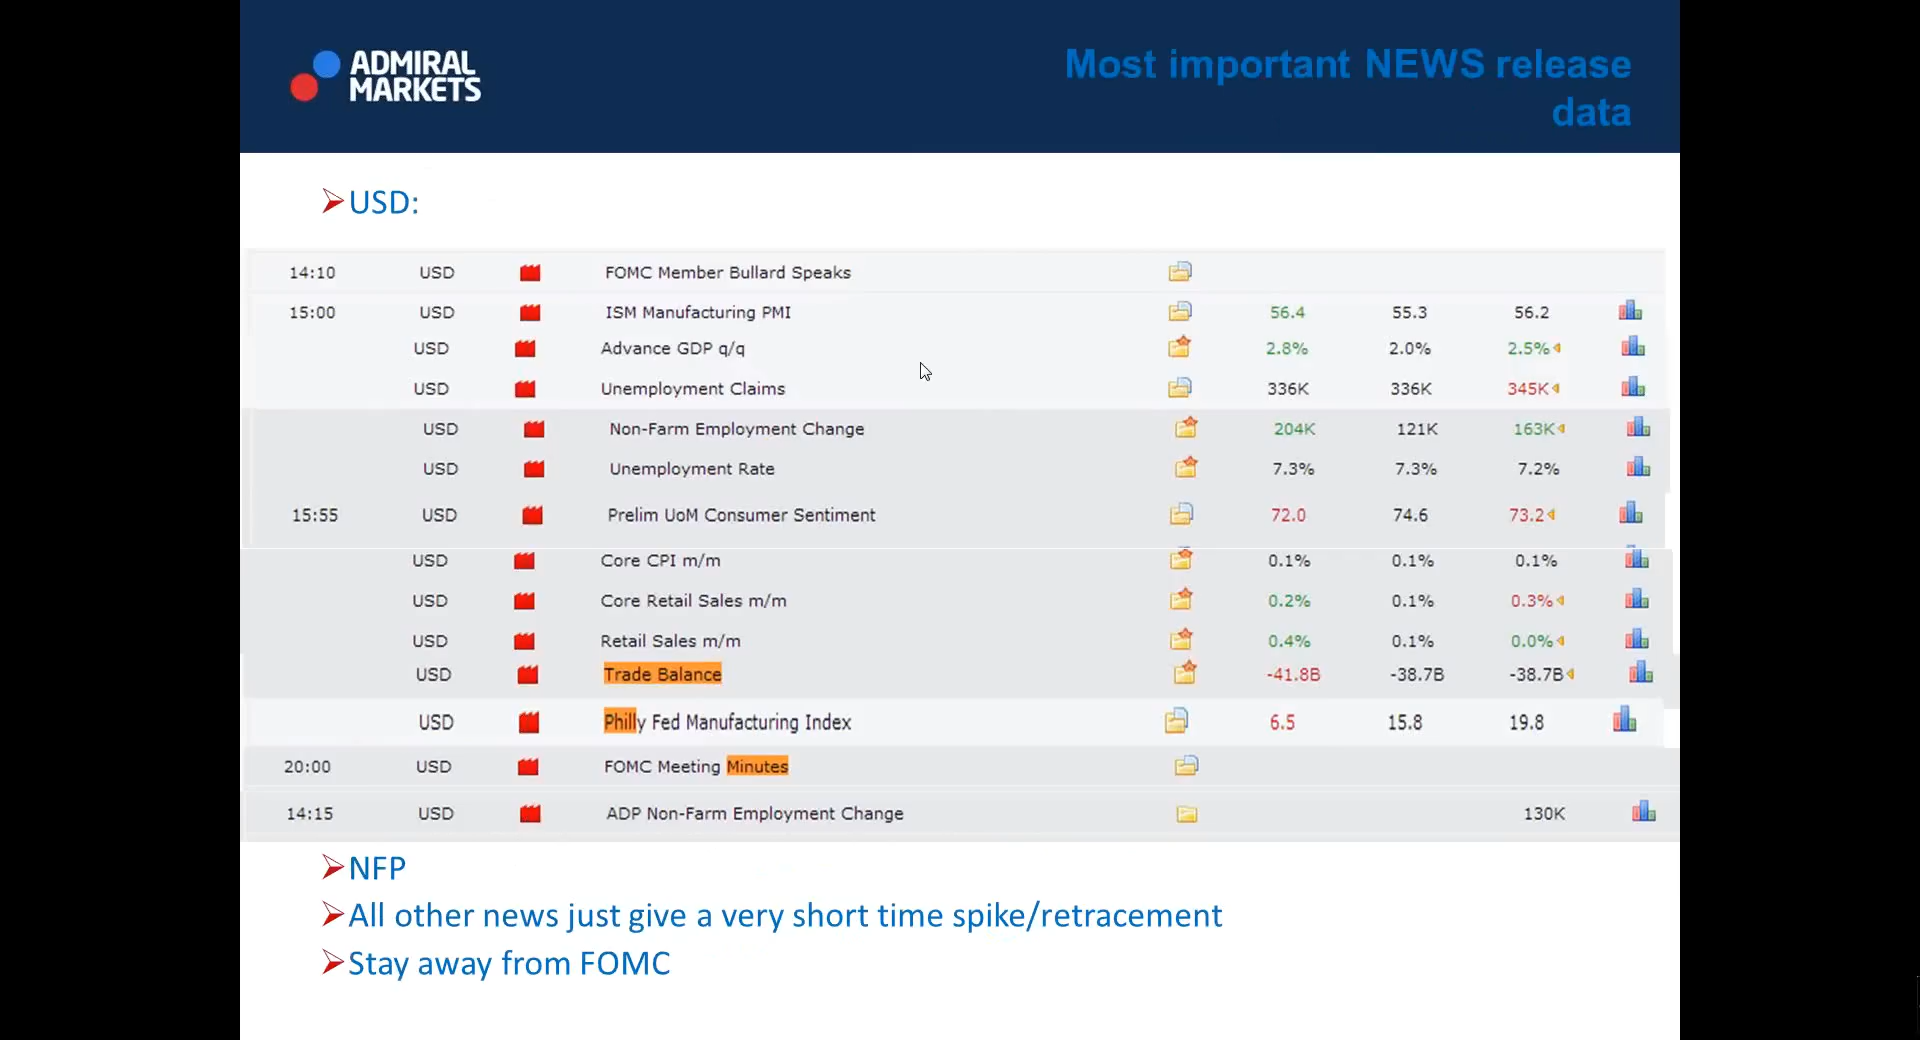 ADMIRAL
MARKETS
Most important NEWS release
data
USD:
14:10 USD FOMC Member Bullard Speaks
15:00 USD ISM Manufacturing PMI 56.4 55.3 56.2
USD Advance GDP q/q 2.8% 2.0% 2.5%
USD Unemployment Claims 336K 336K 345K
USD Non-Farm Employment Change 204K 121K 163K
USD Unemployment Rate 7.3% 7.3% 7.2%
15:55 USD Prelim UoM Consumer Sentiment 72.0 74.6 73.2
USD Core CPI m/m 0.1% 0.1% 0.1%
USD Core Retail Sales m/m 0.2% 0.1% 0.3%
USD Retail Sales m/m 0.4% 0.1% 0.0%
USD Trade Balance -41.8B -38.7B -38.7B
USD Philly Fed Manufacturing Index 6.5 15.8 19.8
20:00 USD FOMC Meeting Minutes
14:15 USD ADP Non-Farm Employment Change 130K
NFP
All other news just give a very short time spike/retracement
Stay away from FOMC